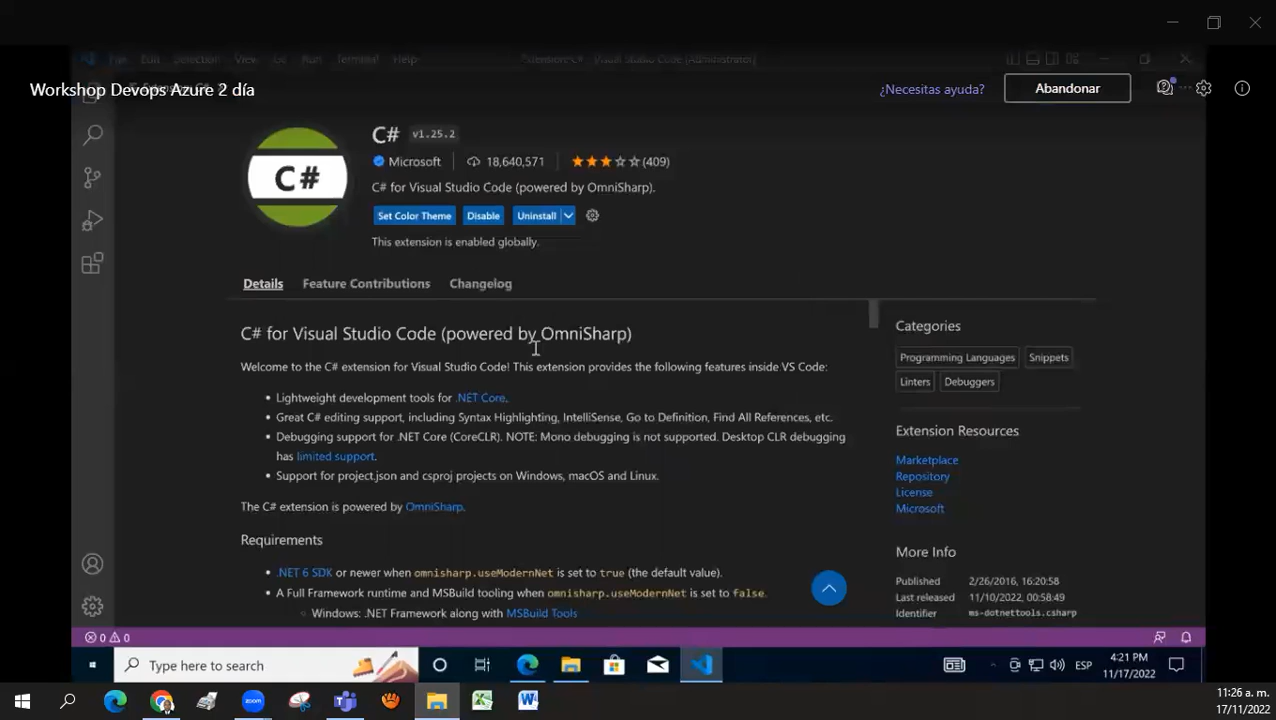 File Edit Selection View Go Run Terminal Help
Workshop Devops Azure 2 día
¿Necesitas ayuda?
Abandonar
C#
C# v1.25.2
Microsoft 18,640,571 (409)
C# for Visual Studio Code (powered by OmniSharp).
Set Color Theme Disable Uninstall
This extension is enabled globally.
Details Feature Contributions Changelog
C# for Visual Studio Code (powered by OmniSharp)
Welcome to the C# extension for Visual Studio Code! This extension provides the following features inside VS Code:
Lightweight development tools for .NET Core.
Great C# editing support, including Syntax Highlighting, IntelliSense, Go to Definition, Find All References, etc.
Debugging support for .NET Core (CoreCLR). NOTE: Mono debugging is not supported. Desktop CLR debugging
has limited support.
Support for project.json and csproj projects on Windows, macOS and Linux.
The C# extension is powered by OmniSharp.
Requirements
.NET 6 SDK or newer when omnisharp.useModernNet is set to true (the default value).
A Full Framework runtime and MSBuild tooling when omnisharp.useModernNet is set to false.
Windows: .NET Framework along with MSBuild Tools
Categories
Programming Languages Snippets
Linters Debuggers
Extension Resources
Marketplace
Repository
License
Microsoft
More Info
Published 2/26/2016, 16:20:58
Last released 11/10/2022, 00:58:49
Identifier ms-dotnettools.csharp
0 0
Type here to search
ESP
4:21 PM
11/17/2022
11:26 a. m.
17/11/2022